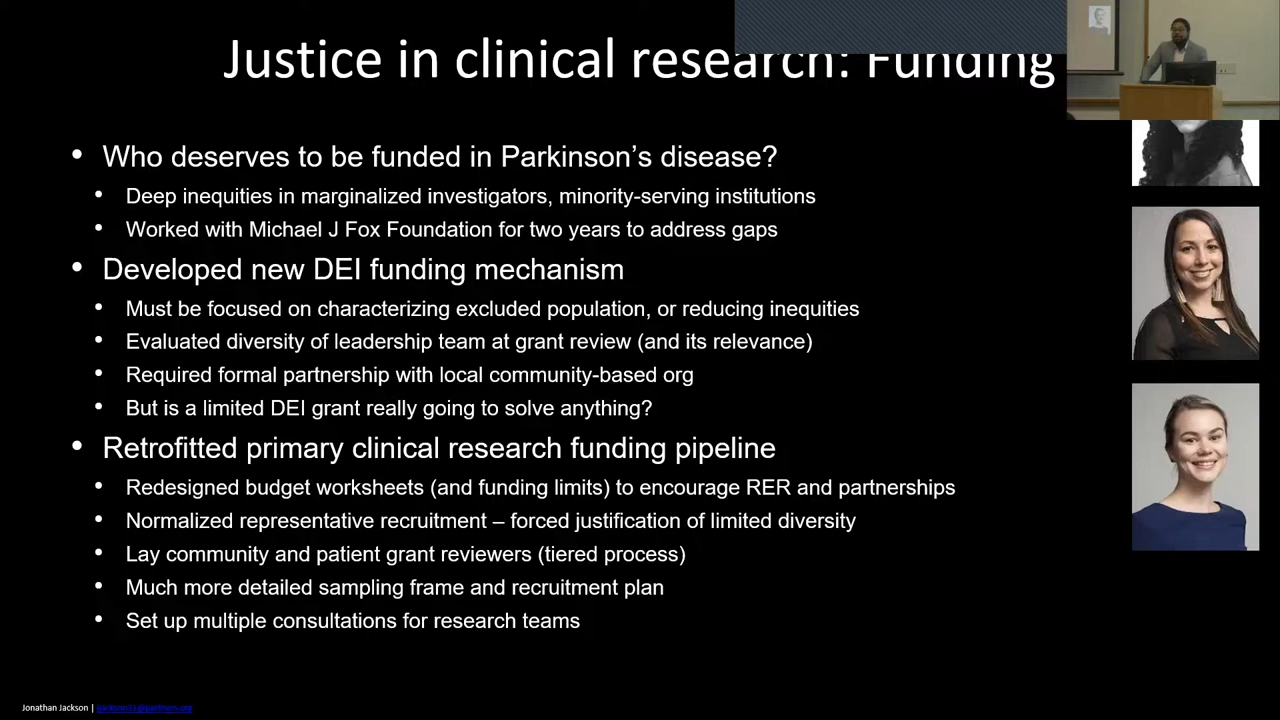 Justice in clinical research: Funding
• Who deserves to be funded in Parkinson's disease?
• Deep inequities in marginalized investigators, minority-serving institutions
• Worked with Michael J Fox Foundation for two years to address gaps
• Developed new DEI funding mechanism
• Must be focused on characterizing excluded population, or reducing inequities
• Evaluated diversity of leadership team at grant review (and its relevance)
• Required formal partnership with local community-based org
• But is a limited DEI grant really going to solve anything?
• Retrofitted primary clinical research funding pipeline
• Redesigned budget worksheets (and funding limits) to encourage RER and partnerships
• Normalized representative recruitment – forced justification of limited diversity
• Lay community and patient grant reviewers (tiered process)
• Much more detailed sampling frame and recruitment plan
• Set up multiple consultations for research teams
Jonathan Jackson |